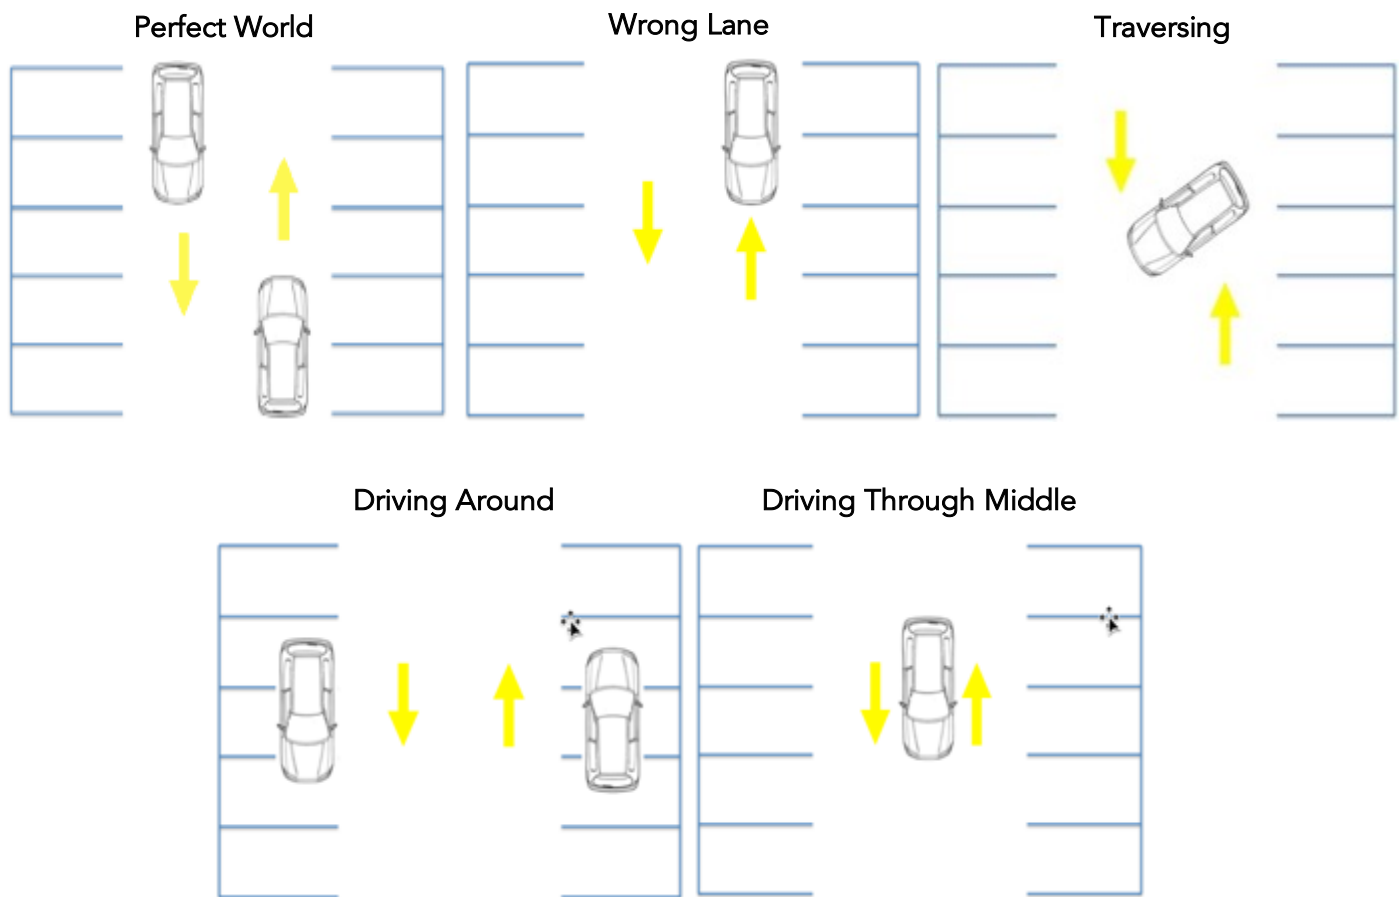 Perfect World
Wrong Lane
Traversing
Driving Around
Driving Through Middle